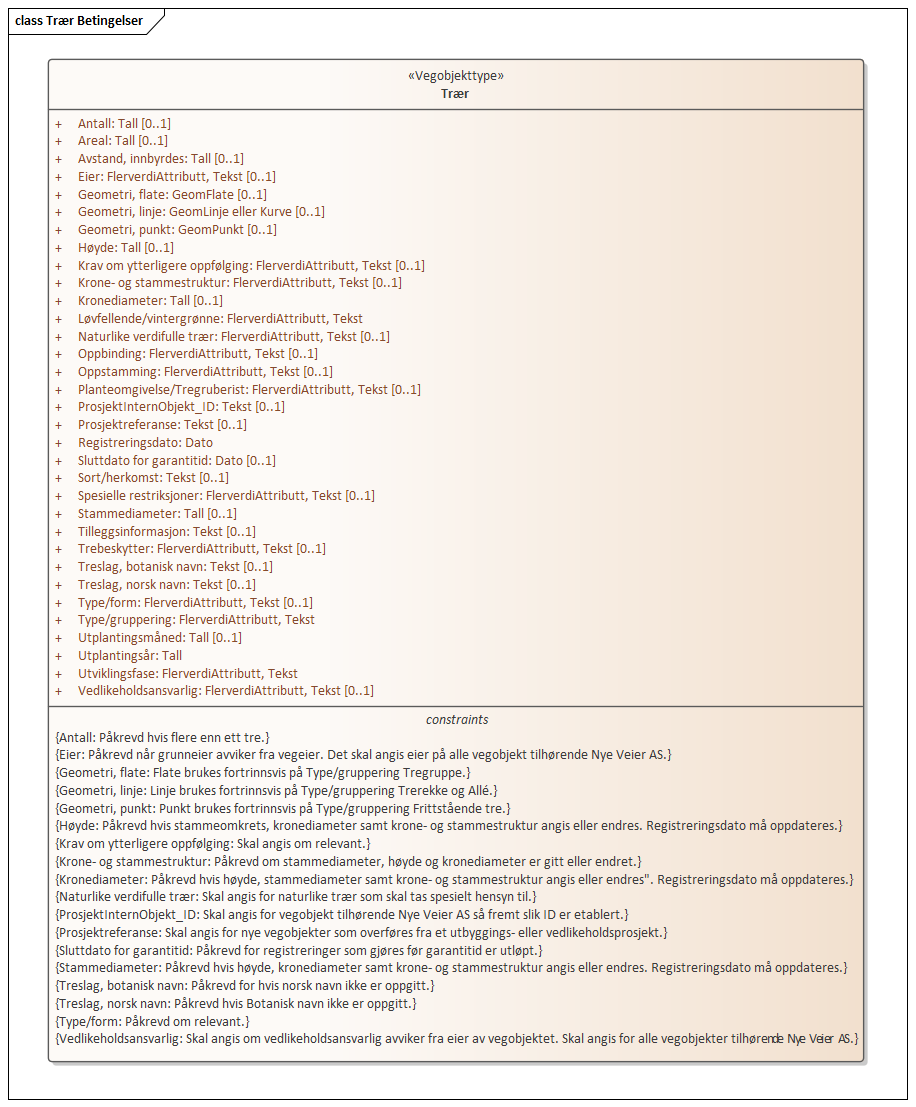 class Trær Betingelser
«Vegobjekttype»
Trær
+ Antall: Tall [0..1]
+ Areal: Tall [0..1]
+ Avstand, innbyrdes: Tall [0..1]
+ Eier: FlerverdiAttributt, Tekst [0..1]
+ Geometri, flate: GeomFlate [0..1]
+ Geometri, linje: GeomLinje eller Kurve [0..1]
+ Geometri, punkt: GeomPunkt [0..1]
+ Høyde: Tall [0..1]
+ Krav om ytterligere oppfølging: FlerverdiAttributt, Tekst [0..1]
+ Krone- og stammestruktur: FlerverdiAttributt, Tekst [0..1]
+ Kronediameter: Tall [0..1]
+ Løvfellende/vintergrønne: FlerverdiAttributt, Tekst
+ Naturlike verdifulle trær: FlerverdiAttributt, Tekst [0..1]
+ Oppbinding: FlerverdiAttributt, Tekst [0..1]
+ Oppstamming: FlerverdiAttributt, Tekst [0..1]
+ Planteomgivelse/Tregruberist: FlerverdiAttributt, Tekst [0..1]
+ ProsjektInternObjekt_ID: Tekst [0..1]
+ Prosjektreferanse: Tekst [0..1]
+ Registreringsdato: Dato
+ Sluttdato for garantitid: Dato [0..1]
+ Sort/herkomst: Tekst [0..1]
+ Spesielle restriksjoner: FlerverdiAttributt, Tekst [0..1]
+ Stammediameter: Tall [0..1]
+ Tilleggsinformasjon: Tekst [0..1]
+ Trebeskytter: FlerverdiAttributt, Tekst [0..1]
+ Treslag, botanisk navn: Tekst [0..1]
+ Treslag, norsk navn: Tekst [0..1]
+ Type/form: FlerverdiAttributt, Tekst [0..1]
+ Type/gruppering: FlerverdiAttributt, Tekst
+ Utplantingsmåned: Tall [0..1]
+ Utplantingsår: Tall
+ Utviklingsfase: FlerverdiAttributt, Tekst
+ Vedlikeholdsansvarlig: FlerverdiAttributt, Tekst [0..1]
constraints
{Antall: Påkrevd hvis flere enn ett tre.}
{Eier: Påkrevd når grunneier avviker fra vegeier. Det skal angis eier på alle vegobjekt tilhørende Nye Veier AS.}
{Geometri, flate: Flate brukes fortrinnsvis på Type/gruppering Tregruppe.}
{Geometri, linje: Linje brukes fortrinnsvis på Type/gruppering Trerekke og Allé.}
{Geometri, punkt: Punkt brukes fortrinnsvis på Type/gruppering Frittstående tre.}
{Høyde: Påkrevd hvis stammeomkrets, kronediameter samt krone- og stammestruktur angis eller endres. Registreringsdato må oppdateres.}
{Krav om ytterligere oppfølging: Skal angis om relevant.}
{Krone- og stammestruktur: Påkrevd om stammediameter, høyde og kronediameter er gitt eller endret.}
{Kronediameter: Påkrevd hvis høyde, stammediameter samt krone- og stammestruktur angis eller endres". Registreringsdato må oppdateres.}
{Naturlike verdifulle trær: Skal angis for naturlike trær som skal tas spesielt hensyn til.}
{ProsjektInternObjekt_ID: Skal angis for vegobjekt tilhørende Nye Veier AS så fremt slik ID er etablert.}
{Prosjektreferanse: Skal angis for nye vegobjekter som overføres fra et utbyggings- eller vedlikeholdsprosjekt.}
{Sluttdato for garantitid: Påkrevd for registreringer som gjøres før garantitid er utløpt.}
{Stammediameter: Påkrevd hvis høyde, kronediameter samt krone- og stammestruktur angis eller endres. Registreringsdato må oppdateres.}
{Treslag, botanisk navn: Påkrevd for hvis norsk navn ikke er oppgitt.}
{Treslag, norsk navn: Påkrevd hvis Botanisk navn ikke er oppgitt.}
{Type/form: Påkrevd om relevant.}
{Vedlikeholdsansvarlig: Skal angis om vedlikeholdsansvarlig avviker fra eier av vegobjektet. Skal angis for alle vegobjekter tilhørende Nye Veier AS.}